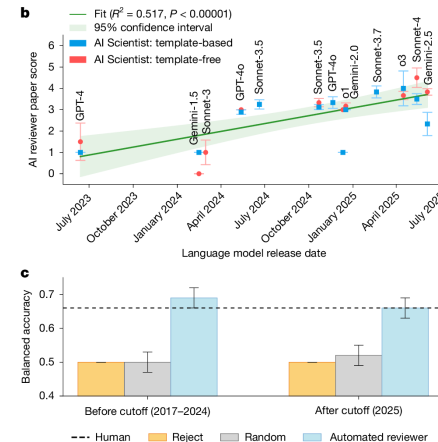 b
Fit (R² = 0.517, P < 0.00001)
95% confidence interval
AI Scientist: template-based
AI Scientist: template-free
AI reviewer paper score
6
5
4
3
2
1
0
GPT-4
Gemini-1.5
Sonnet-3
GPT-4o
Sonnet-3.5
Sonnet-3.5
GPT-4o
o1
Gemini-2.0
Sonnet-3.7
o3
Sonnet-4
Gemini-2.5
July 2023
October 2023
January 2024
April 2024
July 2024
October 2024
January 2025
April 2025
July 20
Language model release date
c
Balanced accuracy
0.7
0.6
0.5
0.4
Before cutoff (2017–2024)
After cutoff (2025)
Human
Reject
Random
Automated reviewer